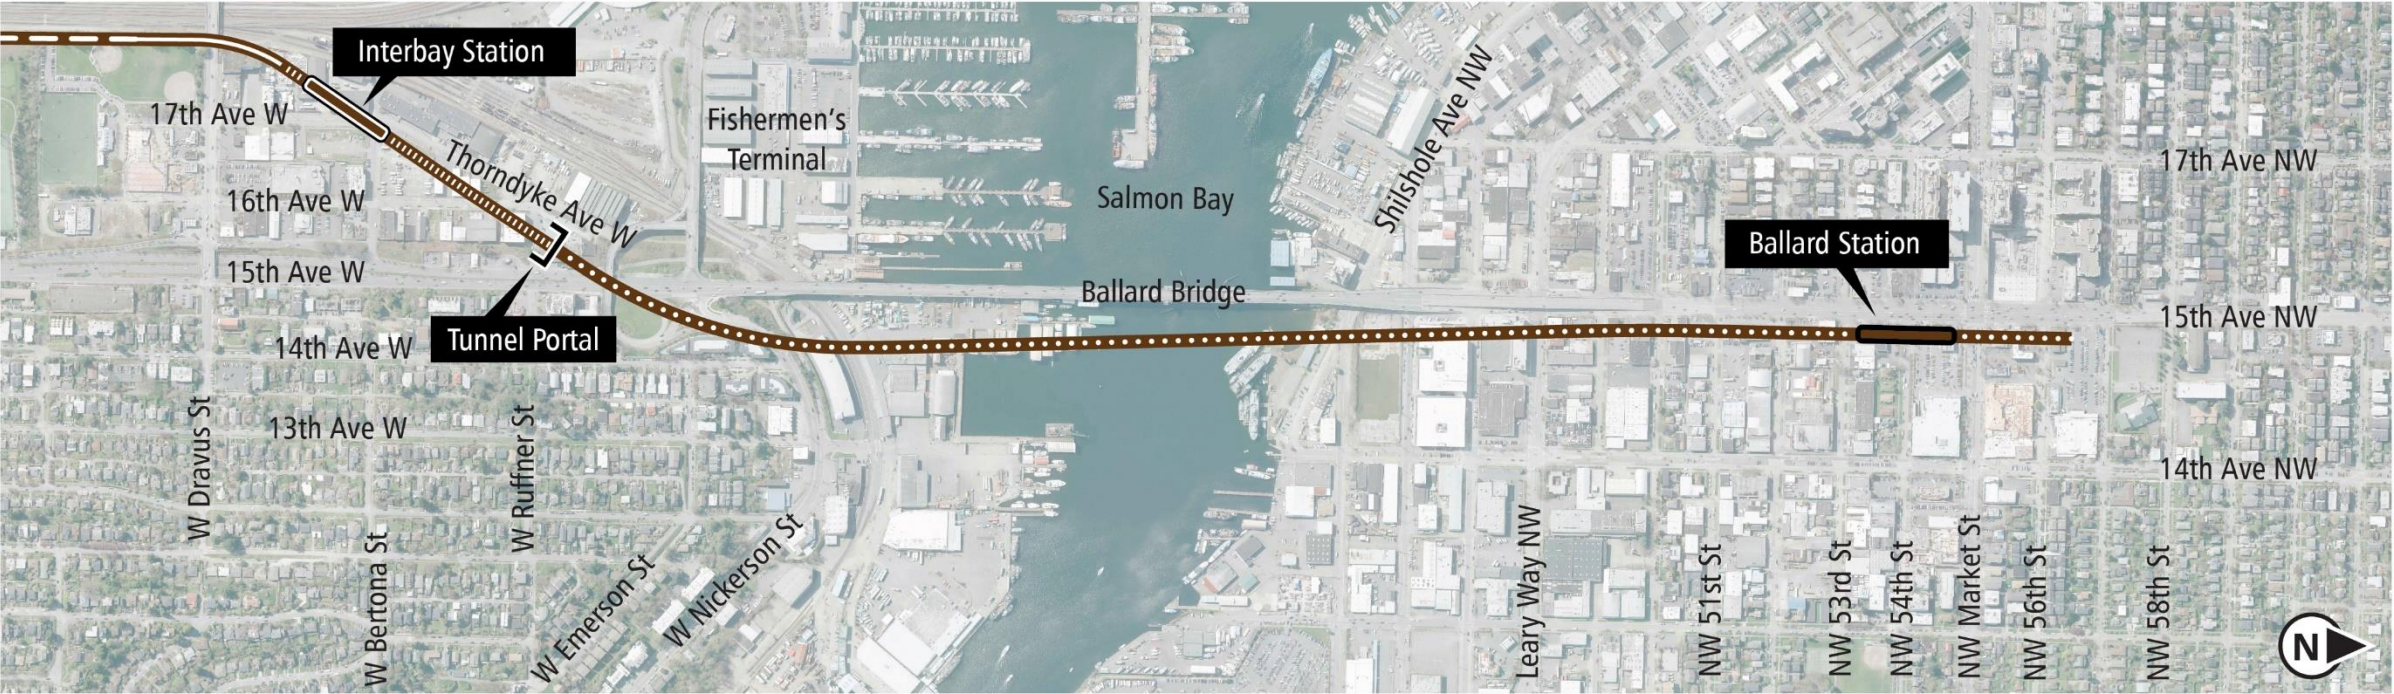 Interbay Station
17th Ave W
Thorndyke Ave W
16th Ave W
15th Ave W
Tunnel Portal
14th Ave W
13th Ave W
W Dravus St
W Bertona St
W Ruffner St
W Emerson St
W Nickerson St
Fishermen's
Terminal
Salmon Bay
Ballard Bridge
Shilshole Ave NW
Leary Way NW
Ballard Station
17th Ave NW
15th Ave NW
14th Ave NW
NW 51st St
NW 53rd St
NW 54th St
NW Market St
NW 56th St
NW 58th St
N